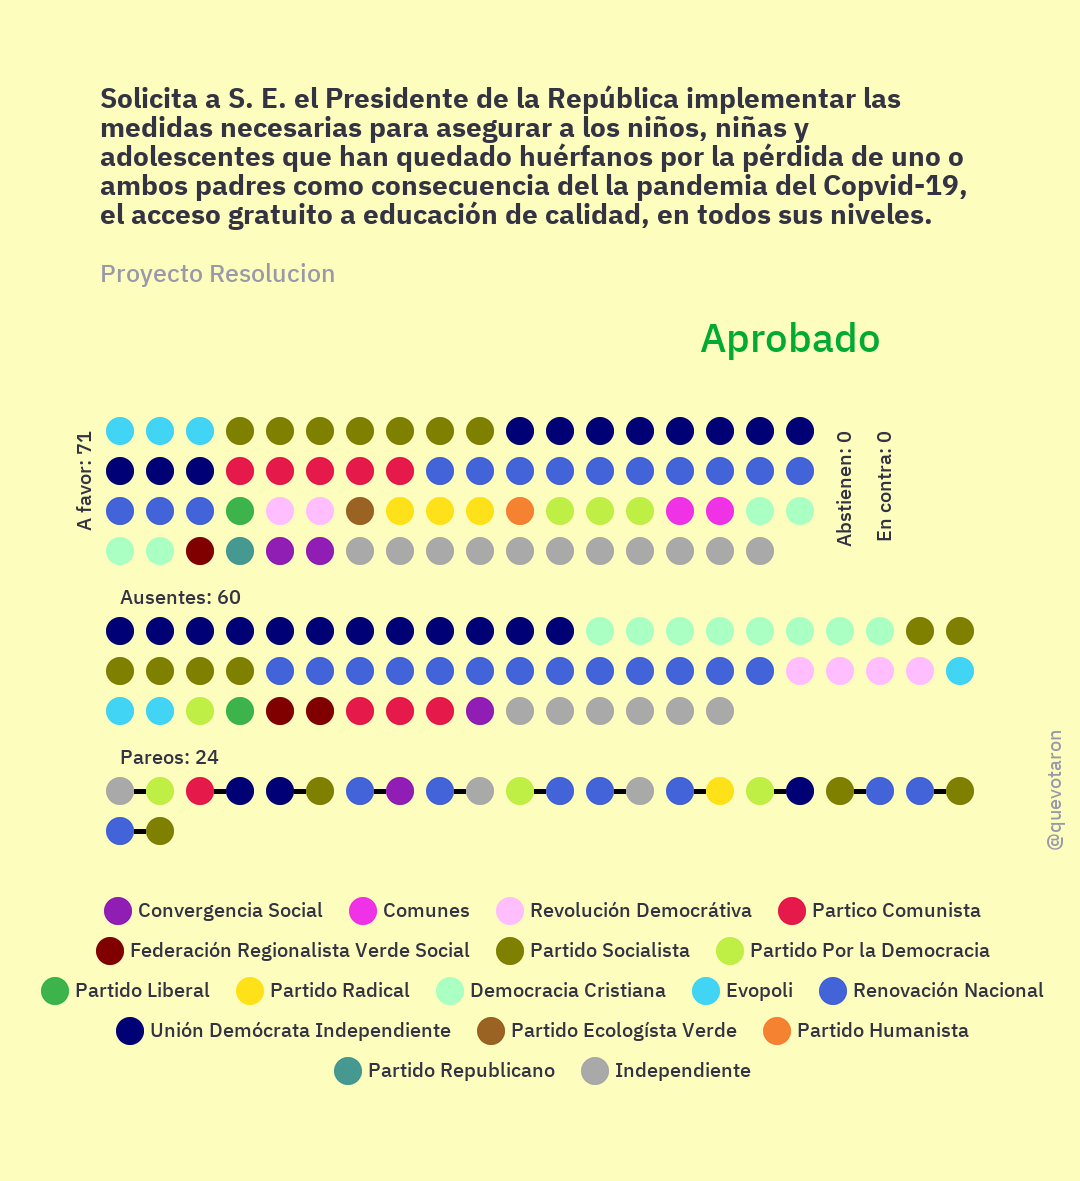 Solicita a S. E. el Presidente de la República implementar las
medidas necesarias para asegurar a los niños, niñas y
adolescentes que han quedado huérfanos por la pérdida de uno o
ambos padres como consecuencia del la pandemia del Copvid-19,
el acceso gratuito a educación de calidad, en todos sus niveles.
Proyecto Resolucion
Aprobado
A favor: 71
Abstienen: 0
En contra: 0
Ausentes: 60
Pareos: 24
@quevotaron
Convergencia Social
Comunes
Revolución Democrátiva
Partico Comunista
Federación Regionalista Verde Social
Partido Socialista
Partido Por la Democracia
Partido Liberal
Partido Radical
Democracia Cristiana
Evopoli
Renovación Nacional
Unión Demócrata Independiente
Partido Ecologísta Verde
Partido Humanista
Partido Republicano
Independiente